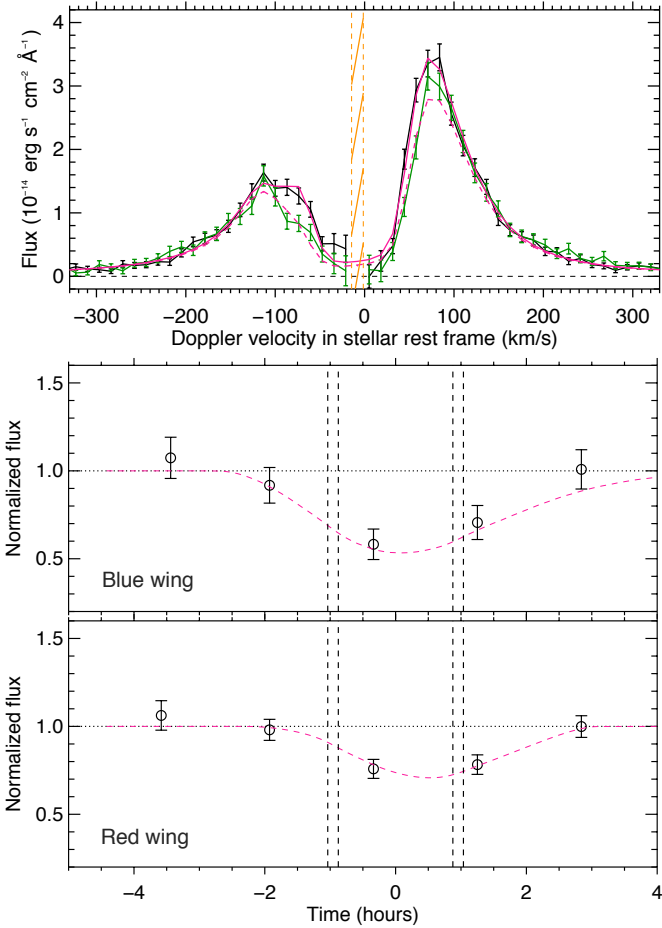 Flux (10⁻¹⁴ erg s⁻¹ cm⁻² Å⁻¹)
4
3
2
1
0
−300 −200 −100 0 100 200 300
Doppler velocity in stellar rest frame (km/s)
Normalized flux
1.5
1.0
0.5
Blue wing
Normalized flux
1.5
1.0
0.5
Red wing
−4 −2 0 2 4
Time (hours)